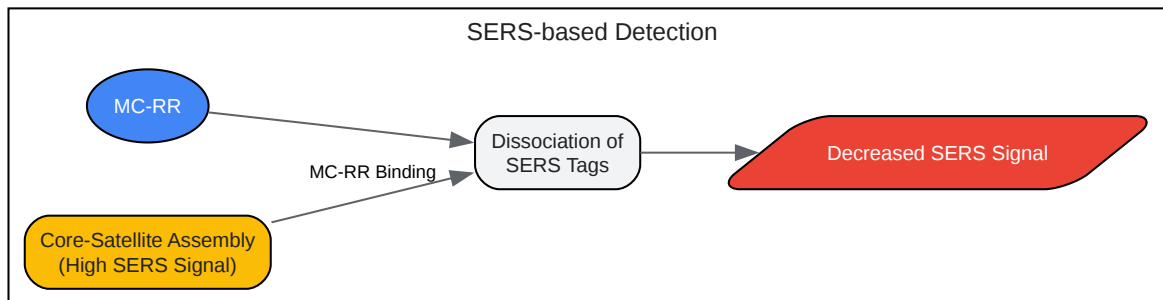 SERS-based Detection
MC-RR
Dissociation of
SERS Tags
Decreased SERS Signal
MC-RR Binding
Core-Satellite Assembly
(High SERS Signal)